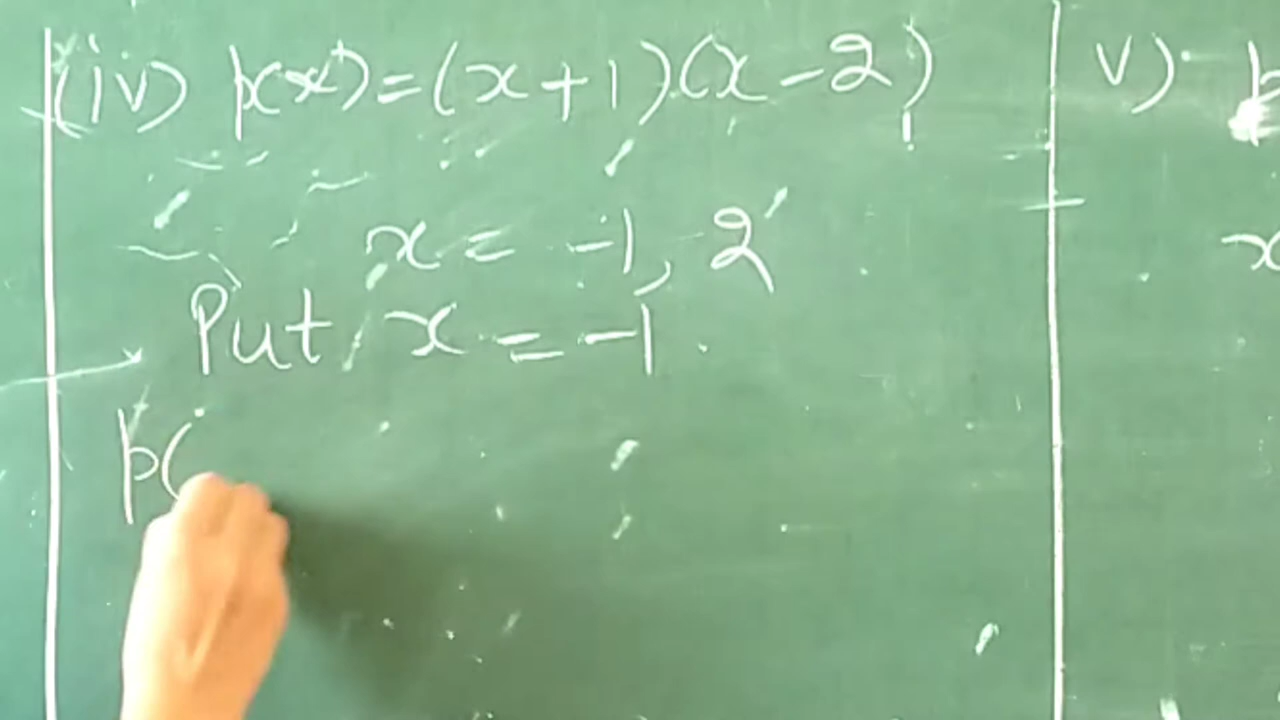 (iv) p(x)=(x+1)(x-2)
x = -1, 2
Put x = -1
p(
v) p
x